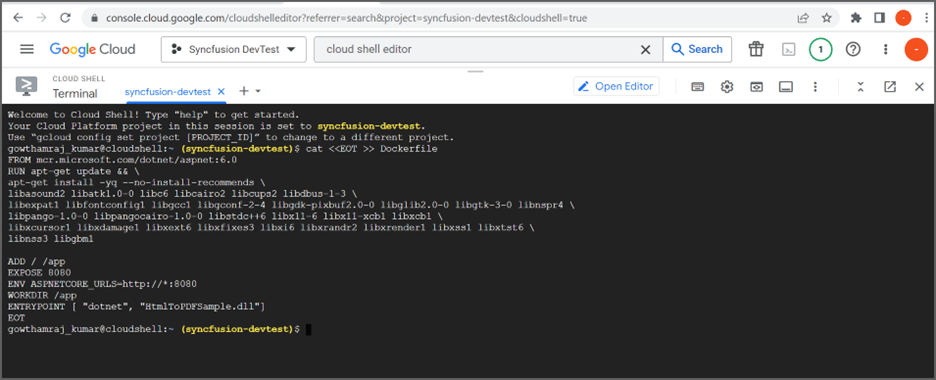 console.cloud.google.com/cloudshelleditor?referrer=search&project=syncfusion-devtest&cloudshell=true
Google Cloud Syncfusion DevTest cloud shell editor Search 1
CLOUD SHELL
Terminal syncfusion-devtest Open Editor
Welcome to Cloud Shell! Type "help" to get started.
Your Cloud Platform project in this session is set to syncfusion-devtest.
Use “gcloud config set project [PROJECT_ID]” to change to a different project.
gowthamraj_kumar@cloudshell:~ (syncfusion-devtest)$ cat <<EOT >> Dockerfile
FROM mcr.microsoft.com/dotnet/aspnet:6.0
RUN apt-get update && \
apt-get install -yq --no-install-recommends \
libasound2 libatk1.0-0 libc6 libcairo2 libcups2 libdbus-1-3 \
libexpat1 libfontconfig1 libgcc1 libgconf-2-4 libgdk-pixbuf2.0-0 libglib2.0-0 libgtk-3-0 libnspr4 \
libpango-1.0-0 libpangocairo-1.0-0 libstdc++6 libx11-6 libx11-xcb1 libxcb1 \
libxcursor1 libxdamage1 libxext6 libxfixes3 libxi6 libxrandr2 libxrender1 libxss1 libxtst6 \
libnss3 libgbm1
ADD / /app
EXPOSE 8080
ENV ASPNETCORE_URLS=http://*:8080
WORKDIR /app
ENTRYPOINT [ "dotnet", "HtmlToPDFSample.dll"]
EOT
gowthamraj_kumar@cloudshell:~ (syncfusion-devtest)$